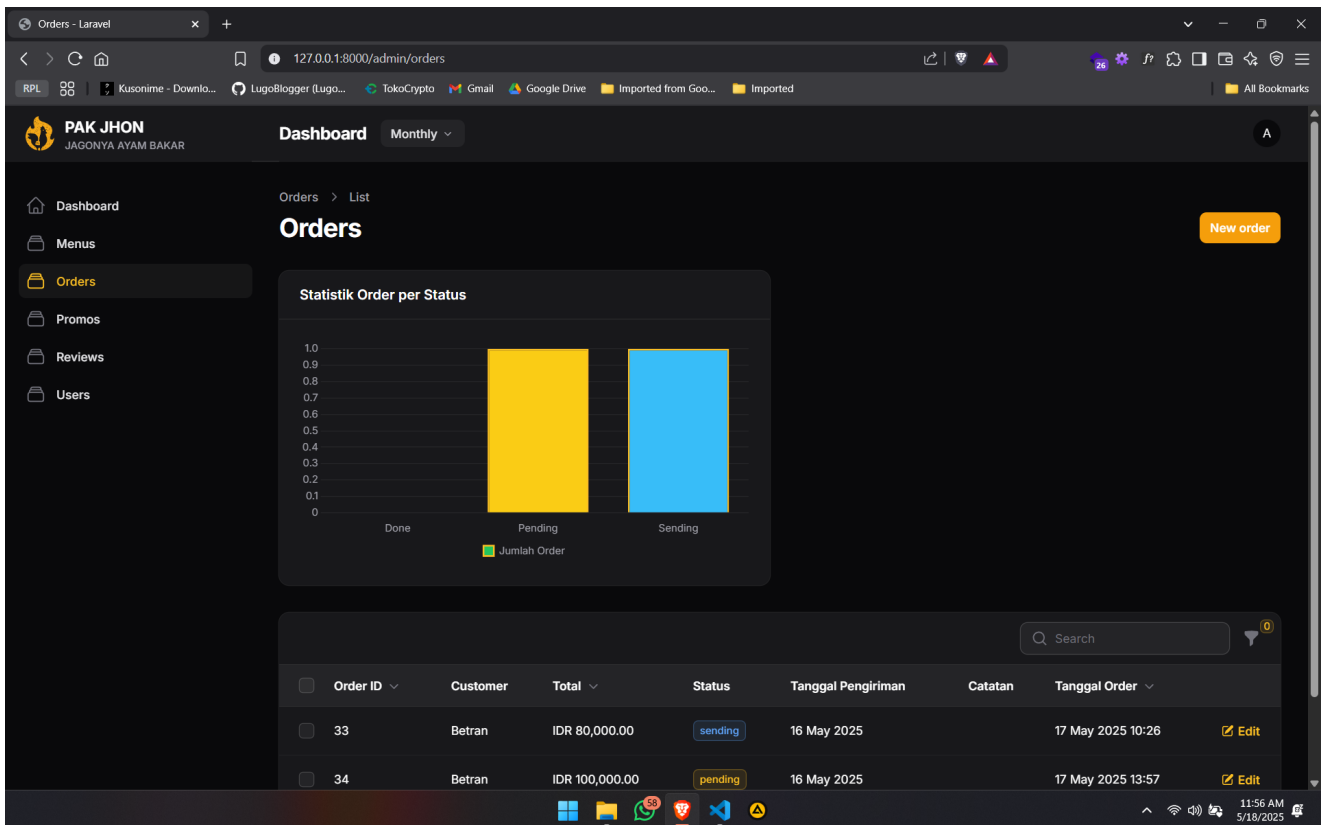 Orders - Laravel
127.0.0.1:8000/admin/orders
26
RPL
Kusonime - Downlo...
LugoBlogger (Lugo...
TokoCrypto
Gmail
Google Drive
Imported from Goo...
Imported
All Bookmarks
PAK JHON
JAGONYA AYAM BAKAR
Dashboard
Monthly
A
Dashboard
Menus
Orders
Promos
Reviews
Users
Orders > List
Orders
New order
Statistik Order per Status
1.0
0.9
0.8
0.7
0.6
0.5
0.4
0.3
0.2
0.1
0
Done Pending Sending
Jumlah Order
Search
0
Order ID Customer Total Status Tanggal Pengiriman Catatan Tanggal Order
33 Betran IDR 80,000.00 sending 16 May 2025 17 May 2025 10:26 Edit
34 Betran IDR 100,000.00 pending 16 May 2025 17 May 2025 13:57 Edit
58
11:56 AM
5/18/2025